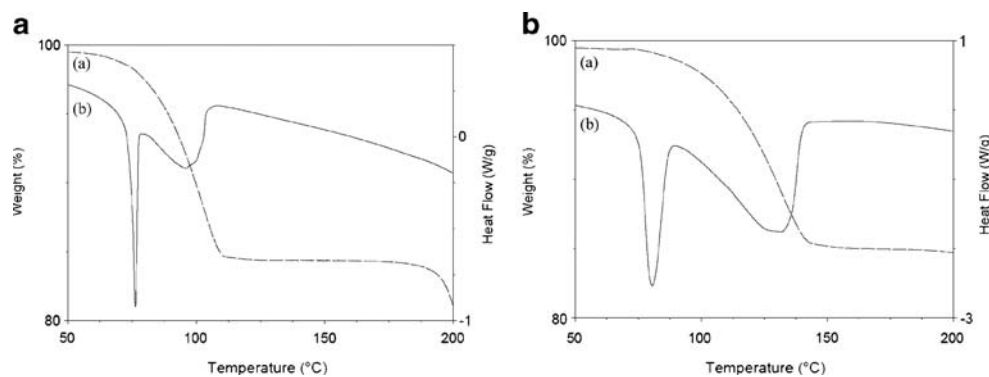 a
100
(a)
(b)
0
Weight (%)
Heat Flow (W/g)
80
-1
50
100
150
200
Temperature (°C)
b
100
1
(a)
(b)
Weight (%)
Heat Flow (W/g)
80
-3
50
100
150
200
Temperature (°C)